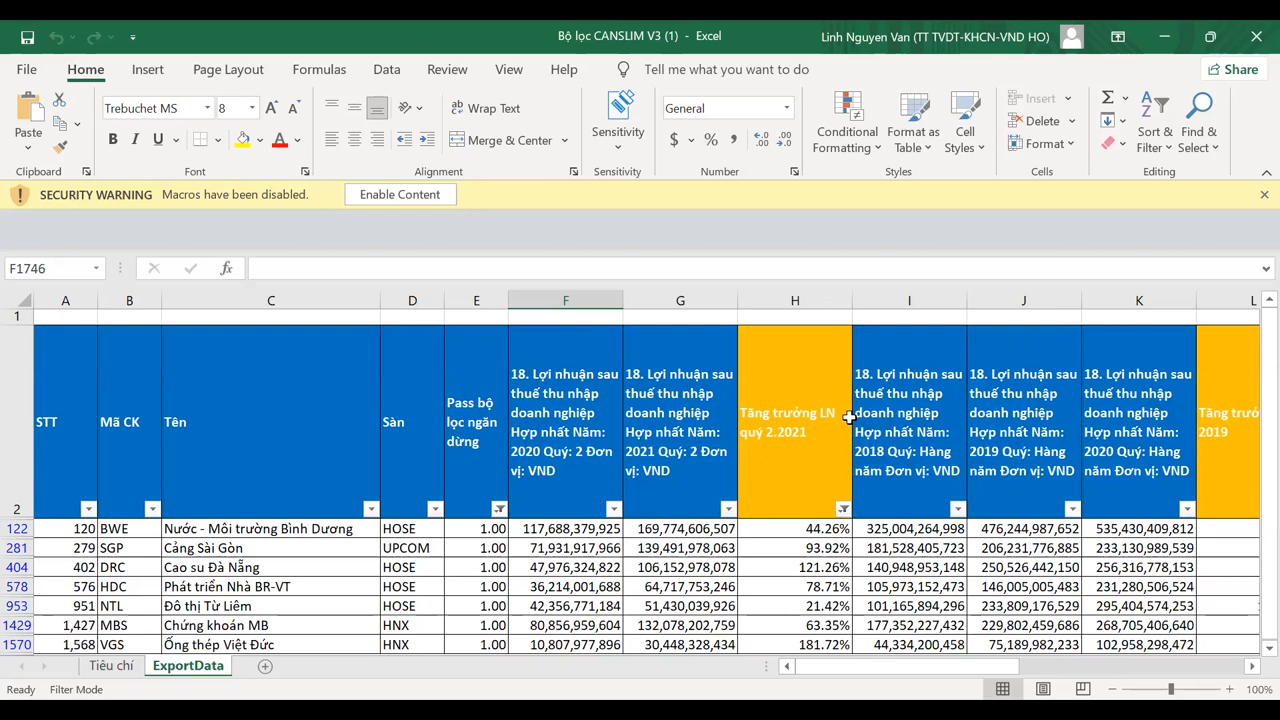 Bộ lọc CANSLIM V3 (1) - Excel
Linh Nguyen Van (TT TVDT-KHCN-VND HO)
File Home Insert Page Layout Formulas Data Review View Help Tell me what you want to do Share
Paste
Clipboard
Trebuchet MS 8
B I U
Font
Wrap Text
Merge & Center
Alignment
Sensitivity
Sensitivity
General
$ % ,
Number
Conditional Formatting
Format as Table
Cell Styles
Styles
Insert
Delete
Format
Cells
Sort & Filter
Find & Select
Editing
SECURITY WARNING Macros have been disabled. Enable Content
F1746 fx
A B C D E F G H I J K L
1
2 STT
Mã CK
Tên
Sàn
Pass bộ
lọc ngăn
dừng
18. Lợi nhuận sau
thuế thu nhập
doanh nghiệp
Hợp nhất Năm:
2020 Quý: 2 Đơn
vị: VND
18. Lợi nhuận sau
thuế thu nhập
doanh nghiệp
Hợp nhất Năm:
2021 Quý: 2 Đơn
vị: VND
Tăng trưởng LN
quý 2.2021
18. Lợi nhuận sau
thuế thu nhập
doanh nghiệp
Hợp nhất Năm:
2018 Quý: Hàng
năm Đơn vị: VND
18. Lợi nhuận sau
thuế thu nhập
doanh nghiệp
Hợp nhất Năm:
2019 Quý: Hàng
năm Đơn vị: VND
18. Lợi nhuận sau
thuế thu nhập
doanh nghiệp
Hợp nhất Năm:
2020 Quý: Hàng
năm Đơn vị: VND
Tăng trưở
2019
122 120 BWE Nước - Môi trường Bình Dương HOSE 1.00 117,688,379,925 169,774,606,507 44.26% 325,004,264,998 476,244,987,652 535,430,409,812
281 279 SGP Cảng Sài Gòn UPCOM 1.00 71,931,917,966 139,491,978,063 93.92% 181,528,405,723 206,231,776,885 233,130,989,539
404 402 DRC Cao su Đà Nẵng HOSE 1.00 47,976,324,822 106,152,978,078 121.26% 140,948,953,148 250,526,442,150 256,316,778,153
578 576 HDC Phát triển Nhà BR-VT HOSE 1.00 36,214,001,688 64,717,753,246 78.71% 105,973,152,473 146,005,005,483 231,280,506,524
953 951 NTL Đô thị Từ Liêm HOSE 1.00 42,356,771,184 51,430,039,926 21.42% 101,165,894,296 233,809,176,529 295,404,574,253
1429 1,427 MBS Chứng khoán MB HNX 1.00 80,856,959,604 132,078,202,759 63.35% 177,352,227,432 229,802,459,686 268,705,406,640
1570 1,568 VGS Ống thép Việt Đức HNX 1.00 10,807,977,896 30,448,328,434 181.72% 44,334,200,458 75,189,982,233 102,958,298,472
Tiêu chí ExportData
Ready Filter Mode 100%